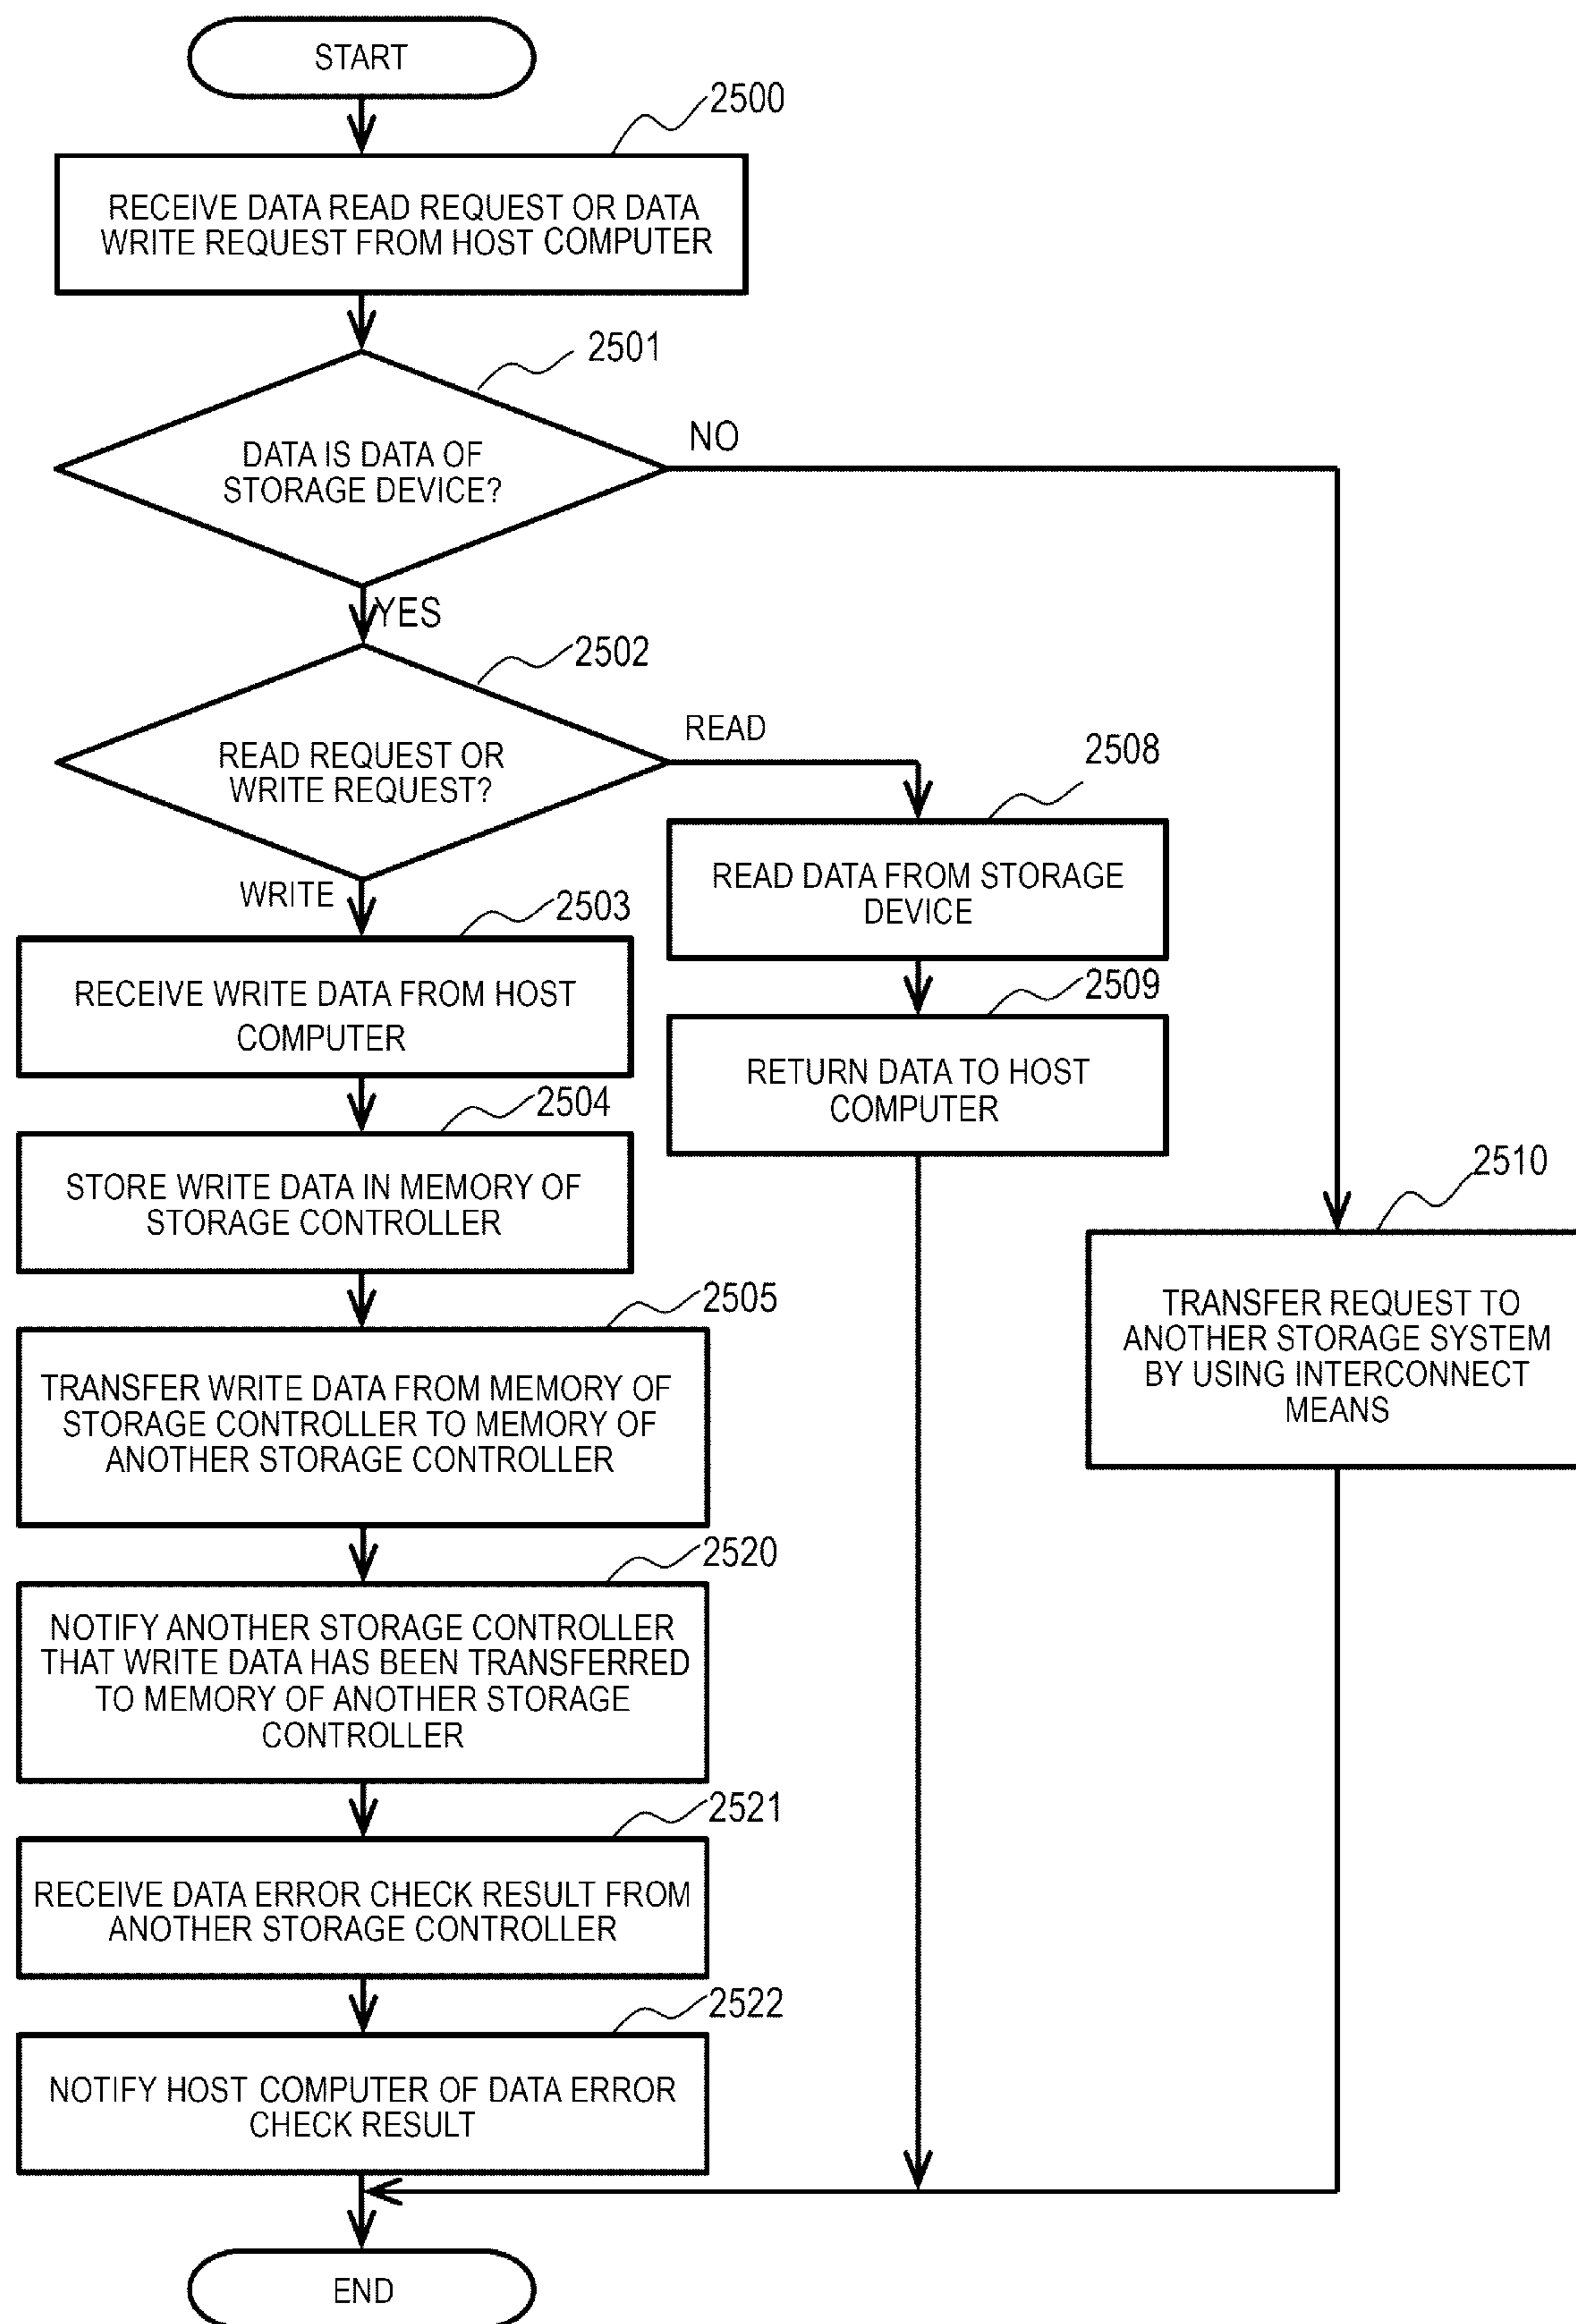 START
2500
RECEIVE DATA READ REQUEST OR DATA
WRITE REQUEST FROM HOST COMPUTER
2501
DATA IS DATA OF
STORAGE DEVICE?
NO
YES
2502
READ REQUEST OR
WRITE REQUEST?
READ
WRITE
2508
READ DATA FROM STORAGE
DEVICE
2503
RECEIVE WRITE DATA FROM HOST
COMPUTER
2509
RETURN DATA TO HOST
COMPUTER
2504
STORE WRITE DATA IN MEMORY OF
STORAGE CONTROLLER
2510
TRANSFER REQUEST TO
ANOTHER STORAGE SYSTEM
BY USING INTERCONNECT
MEANS
2505
TRANSFER WRITE DATA FROM MEMORY OF
STORAGE CONTROLLER TO MEMORY OF
ANOTHER STORAGE CONTROLLER
2520
NOTIFY ANOTHER STORAGE CONTROLLER
THAT WRITE DATA HAS BEEN TRANSFERRED
TO MEMORY OF ANOTHER STORAGE
CONTROLLER
2521
RECEIVE DATA ERROR CHECK RESULT FROM
ANOTHER STORAGE CONTROLLER
2522
NOTIFY HOST COMPUTER OF DATA ERROR
CHECK RESULT
END